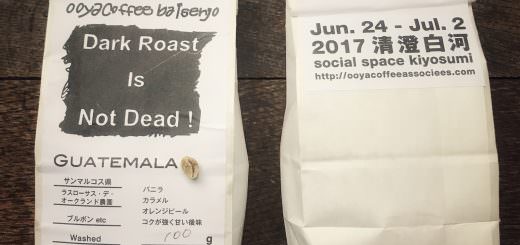 ooyacoffee baisenjo
Dark Roast
Is
Not Dead !
GUATEMALA
サンマルコス県
ラスローサス・デ・
オークランド農園
ブルボン etc
Washed
バニラ
カラメル
オレンジピール
コクが強く甘い後味
100 g
Jun. 24 - Jul. 2
2017 清澄白河
social space kiyosumi
http://ooyacoffeeassociees.com